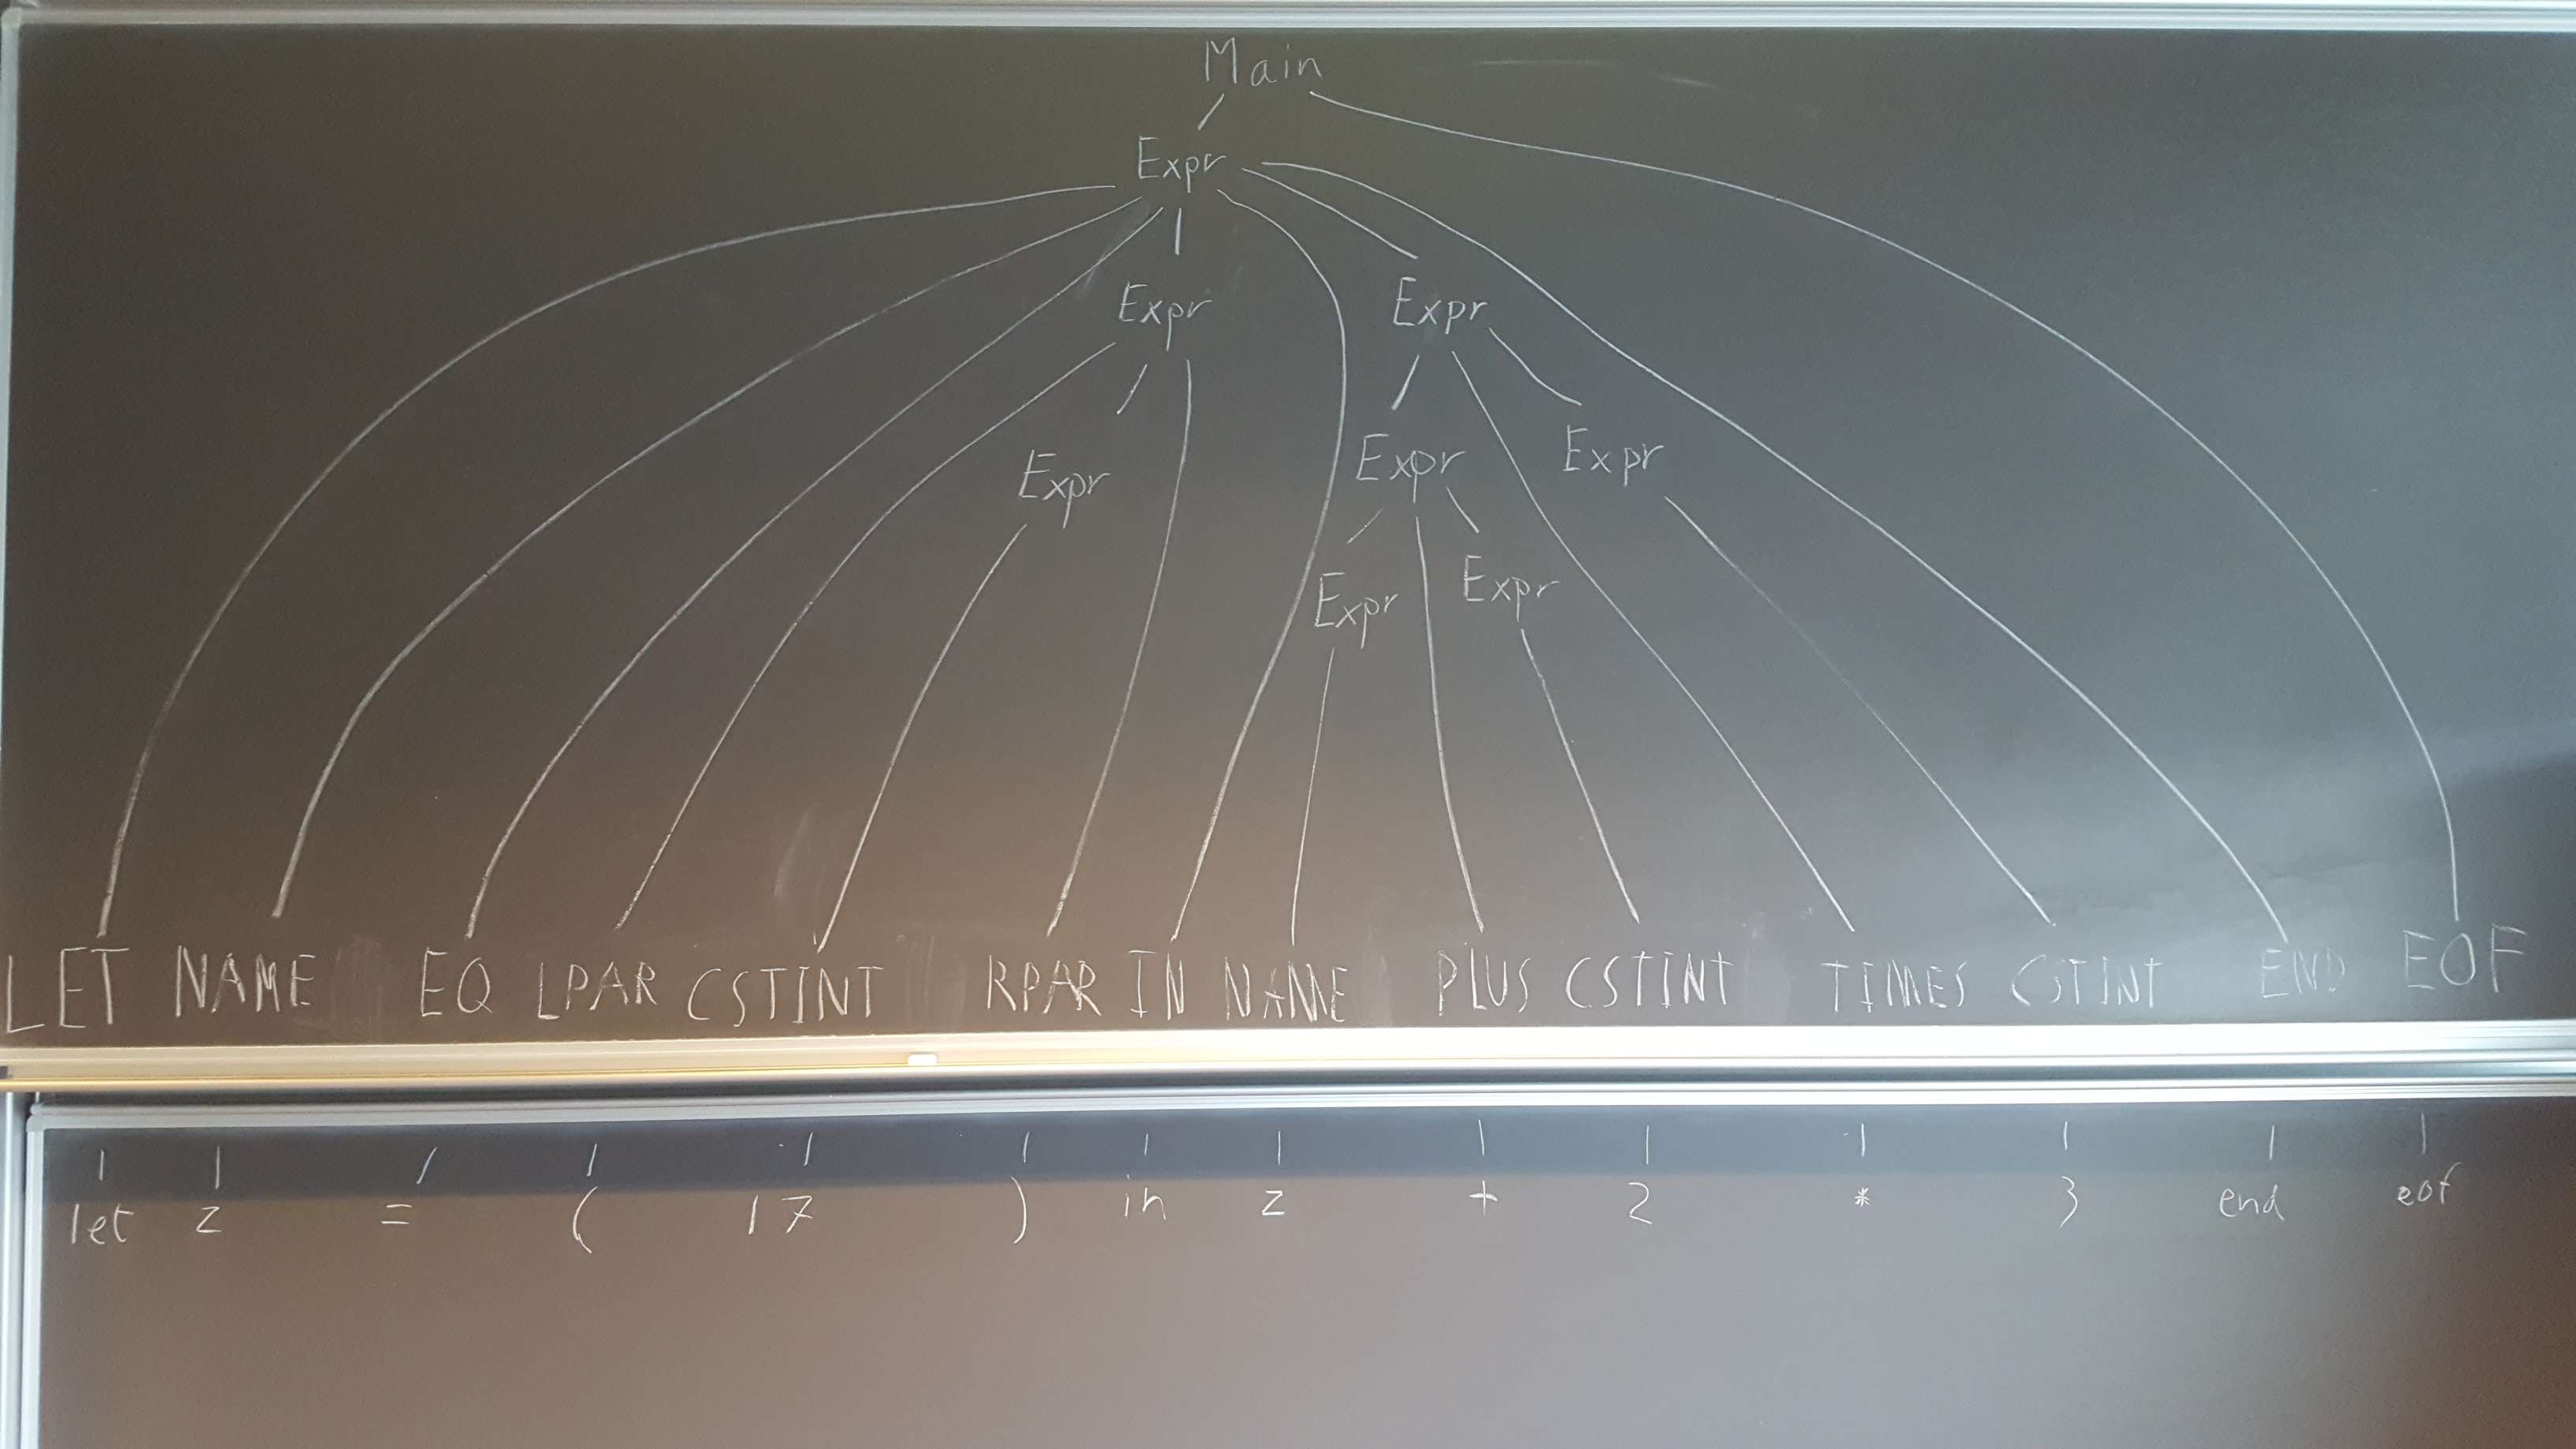 Main
Expr
Expr Expr
Expr Expr Expr
Expr Expr
LET NAME EQ LPAR CSTINT RPAR IN NAME PLUS CSTINT TIMES CSTINT END EOF
let z = ( 17 ) in z + 2 * 3 end eof